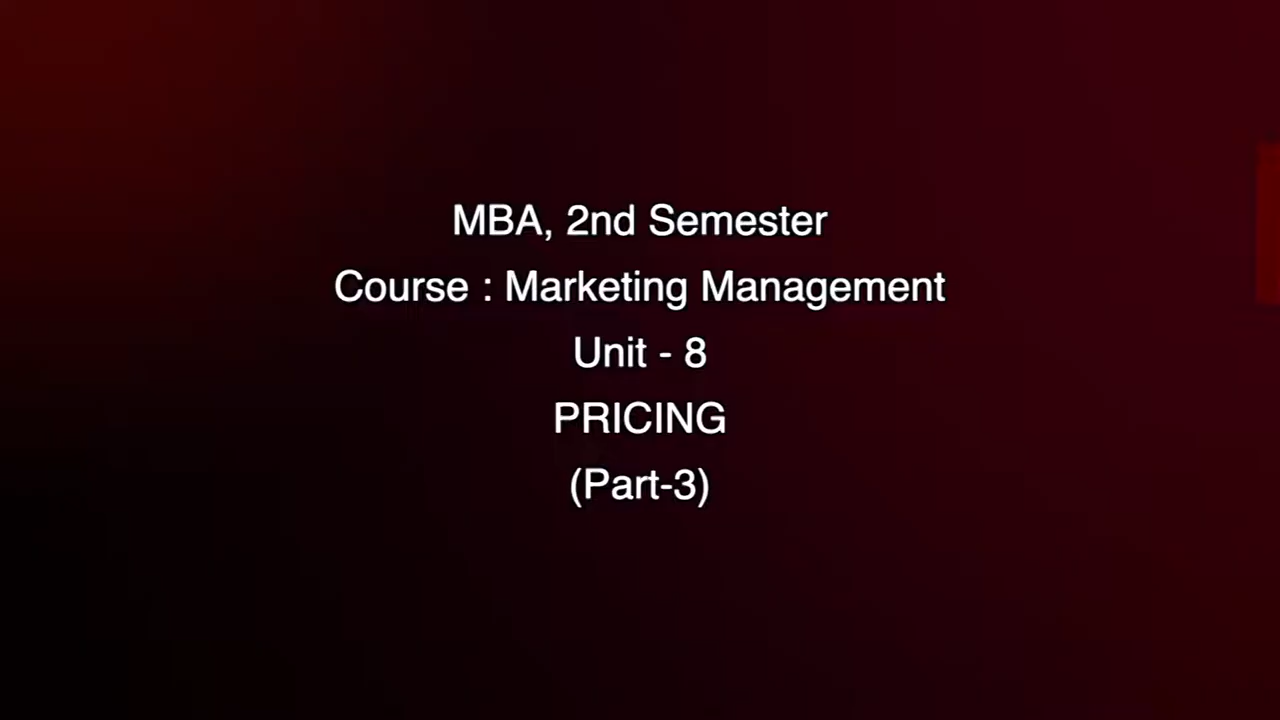 MBA, 2nd Semester
Course : Marketing Management
Unit - 8
PRICING
(Part-3)